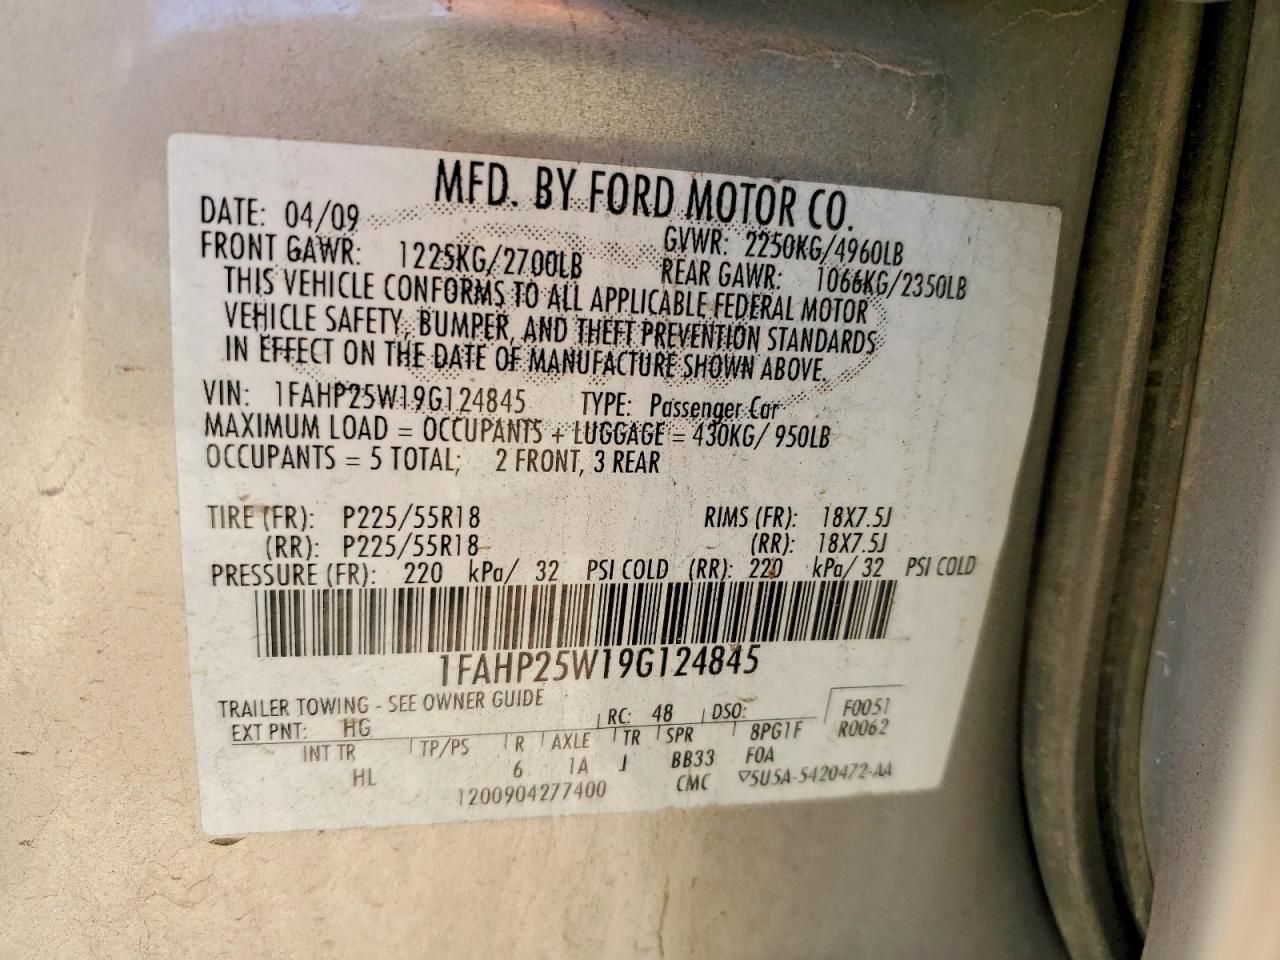 MFD. BY FORD MOTOR CO.
DATE: 04/09 GVWR: 2250KG/4960LB
FRONT GAWR: 1225KG/2700LB REAR GAWR: 1066KG/2350LB
THIS VEHICLE CONFORMS TO ALL APPLICABLE FEDERAL MOTOR
VEHICLE SAFETY, BUMPER, AND THEFT PREVENTION STANDARDS
IN EFFECT ON THE DATE OF MANUFACTURE SHOWN ABOVE.
VIN: 1FAHP25W19G124845 TYPE: Passenger Car
MAXIMUM LOAD = OCCUPANTS + LUGGAGE = 430KG/ 950LB
OCCUPANTS = 5 TOTAL; 2 FRONT, 3 REAR
TIRE (FR): P225/55R18 RIMS (FR): 18X7.5J
(RR): P225/55R18 (RR): 18X7.5J
PRESSURE (FR): 220 kPa/ 32 PSI COLD (RR): 220 kPa/ 32 PSI COLD
1FAHP25W19G124845
TRAILER TOWING - SEE OWNER GUIDE
EXT PNT: HG RC: 48 DSO: F0051
INT TR TP/PS R AXLE TR SPR 8PG1F R0062
HL 6 1A J BB33 FOA
1200904277400 CMC ▽5U5A-5420472-AA